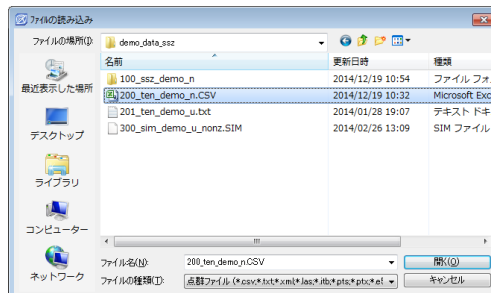 ファイルの読み込み
ファイルの場所(I): demo_data_ssz
名前 更新日時 種類
100_ssz_demo_n 2014/12/19 10:54 ファイル フォ
200_ten_demo_n.CSV 2014/12/19 10:32 Microsoft Exc
201_ten_demo_u.txt 2014/01/28 19:07 テキスト ドキ
300_sim_demo_u_nonz.SIM 2014/02/26 13:09 SIM ファイル
最近表示した場所
デスクトップ
ライブラリ
コンピューター
ネットワーク
ファイル名(N): 200_ten_demo_n.CSV 開く(O)
ファイルの種類(T): 点群ファイル (*.csv;*.txt;*.xml;*.las;*.itb;*.pts;*.ptx;*.e! キャンセル